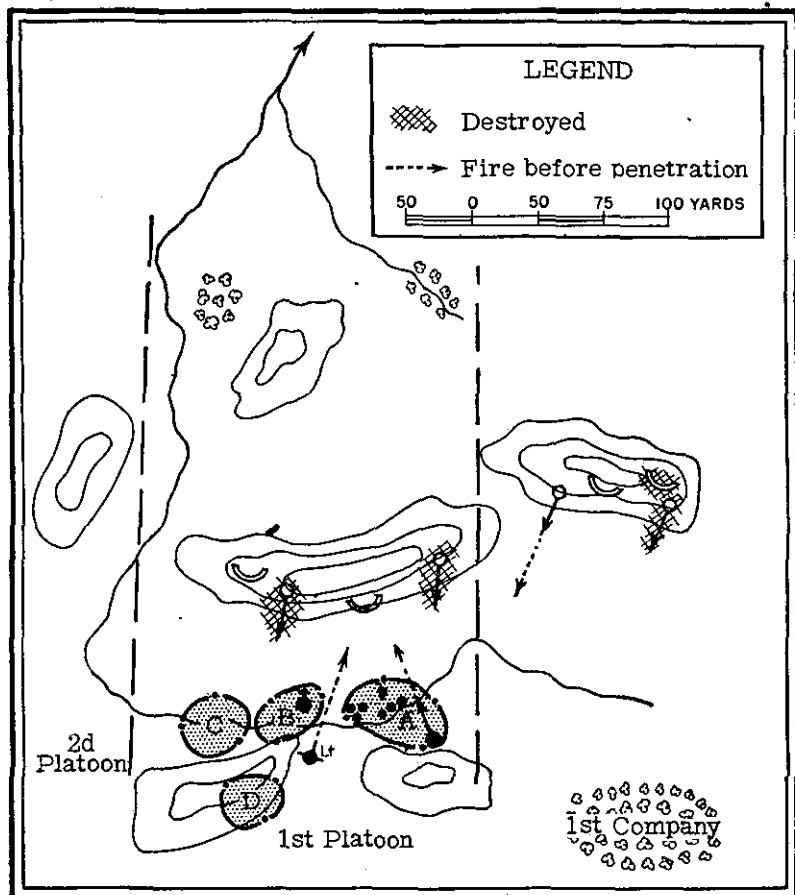 LEGEND
Destroyed
Fire before penetration
50 0 50 75 100 YARDS
C B A
Lt
2d
Platoon
D
1st Platoon
1st Company